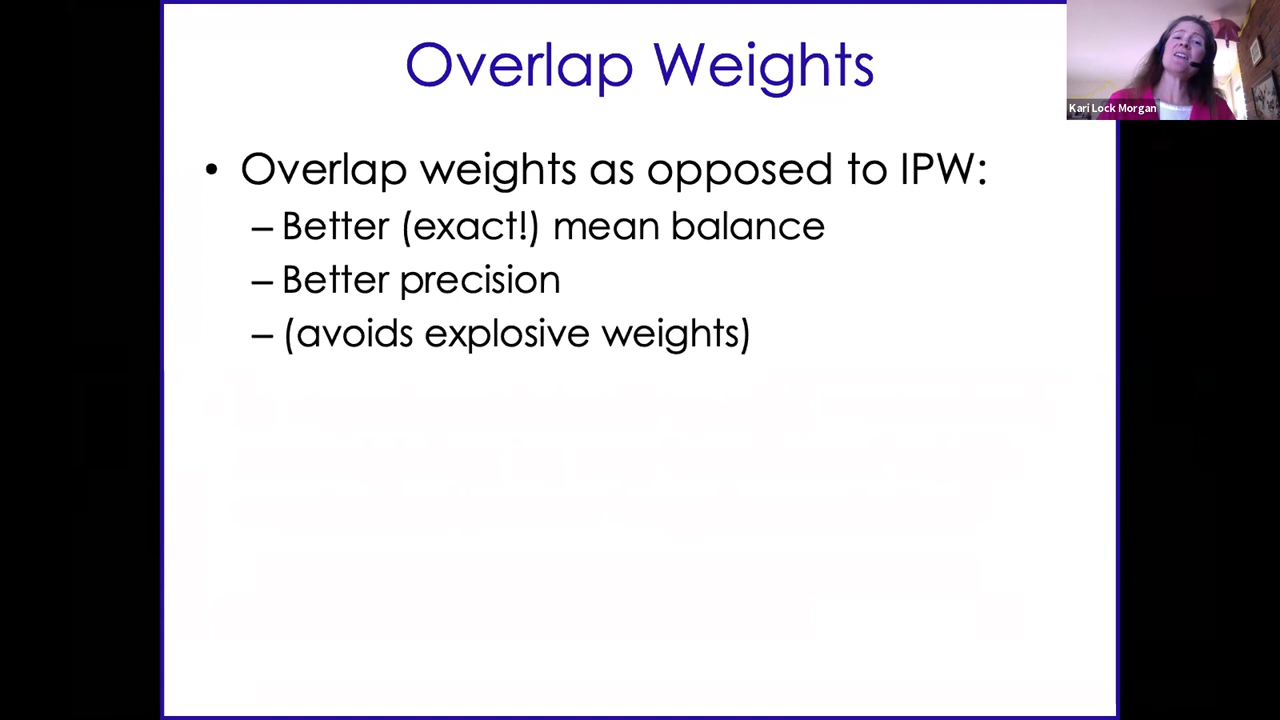 Overlap Weights
Kari Lock Morgan
• Overlap weights as opposed to IPW:
– Better (exact!) mean balance
– Better precision
– (avoids explosive weights)